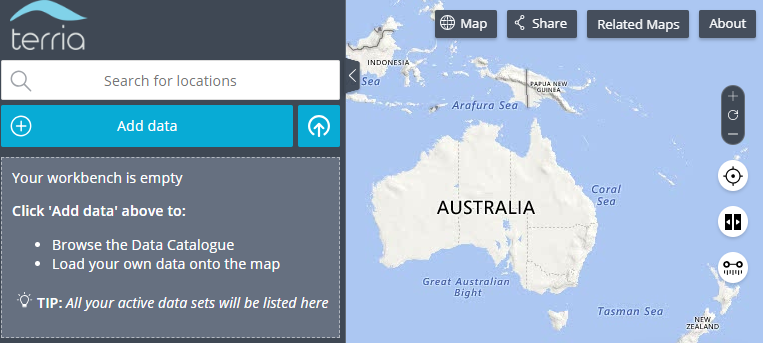 terria
Search for locations
Add data
Your workbench is empty
Click 'Add data' above to:
• Browse the Data Catalogue
• Load your own data onto the map
TIP: All your active data sets will be listed here
Map
Share
Related Maps
About
INDONESIA
Sea
PAPUA NEW
GUINEA
Arafura Sea
Coral
Sea
AUSTRALIA
Great Australian
Bight
Tasman Sea
NEW
ZEALAND